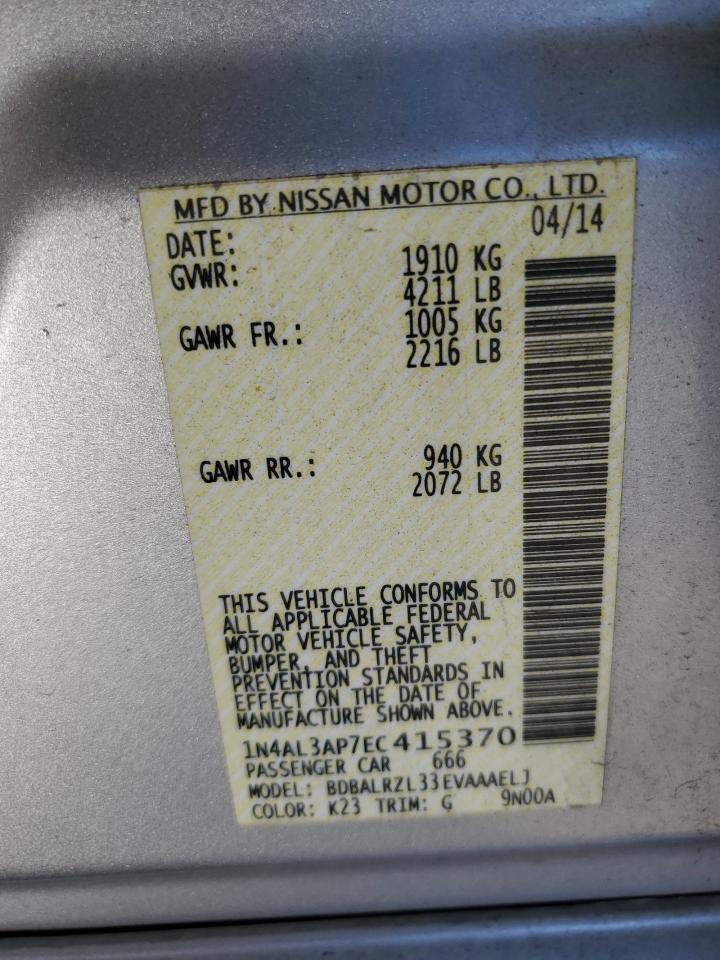 MFD BY NISSAN MOTOR CO., LTD.
DATE: 04/14
GVWR: 1910 KG
4211 LB
GAWR FR.: 1005 KG
2216 LB
GAWR RR.: 940 KG
2072 LB
THIS VEHICLE CONFORMS TO
ALL APPLICABLE FEDERAL
MOTOR VEHICLE SAFETY,
BUMPER, AND THEFT
PREVENTION STANDARDS IN
EFFECT ON THE DATE OF
MANUFACTURE SHOWN ABOVE.
1N4AL3AP7EC415370
PASSENGER CAR 666
MODEL: BDBALRZL33EVAAAELJ
COLOR: K23 TRIM: G 9N00A